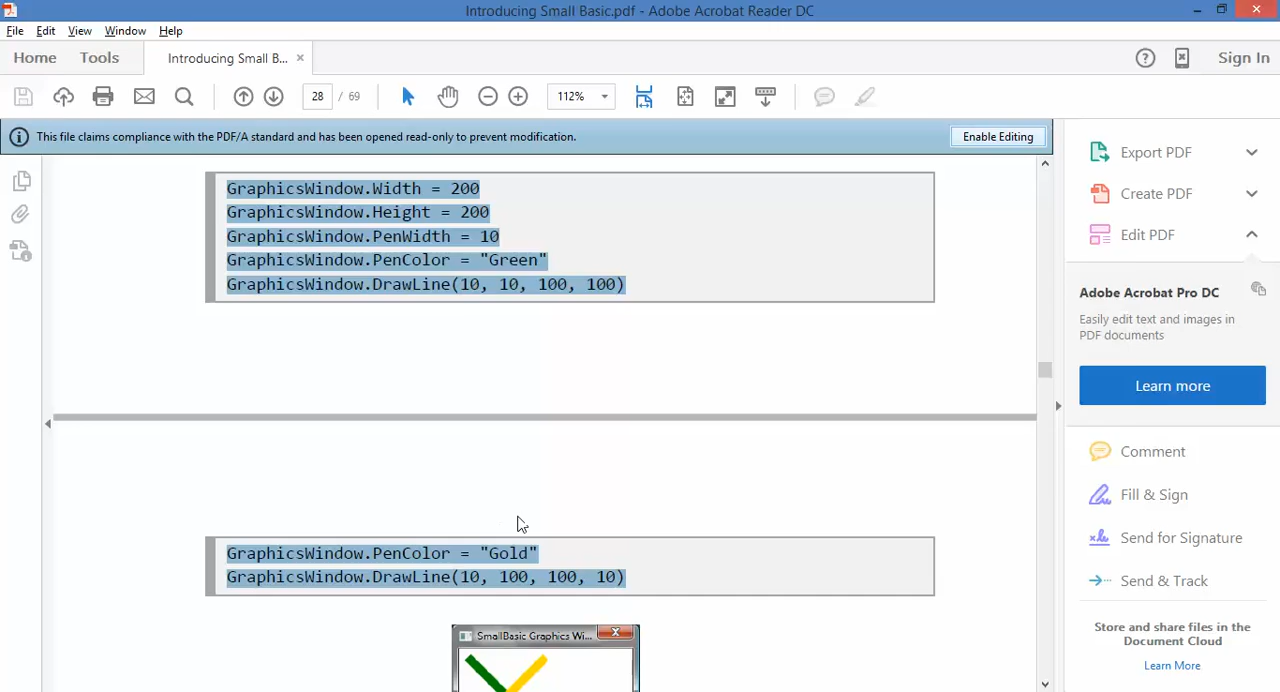 Introducing Small Basic.pdf - Adobe Acrobat Reader DC
File Edit View Window Help
Home Tools Introducing Small B... × Sign In
28 / 69 112%
This file claims compliance with the PDF/A standard and has been opened read-only to prevent modification. Enable Editing
GraphicsWindow.Width = 200
GraphicsWindow.Height = 200
GraphicsWindow.PenWidth = 10
GraphicsWindow.PenColor = "Green"
GraphicsWindow.DrawLine(10, 10, 100, 100)
GraphicsWindow.PenColor = "Gold"
GraphicsWindow.DrawLine(10, 100, 100, 10)
SmallBasic Graphics Wi...
Export PDF
Create PDF
Edit PDF
Adobe Acrobat Pro DC
Easily edit text and images in
PDF documents
Learn more
Comment
Fill & Sign
Send for Signature
Send & Track
Store and share files in the
Document Cloud
Learn More